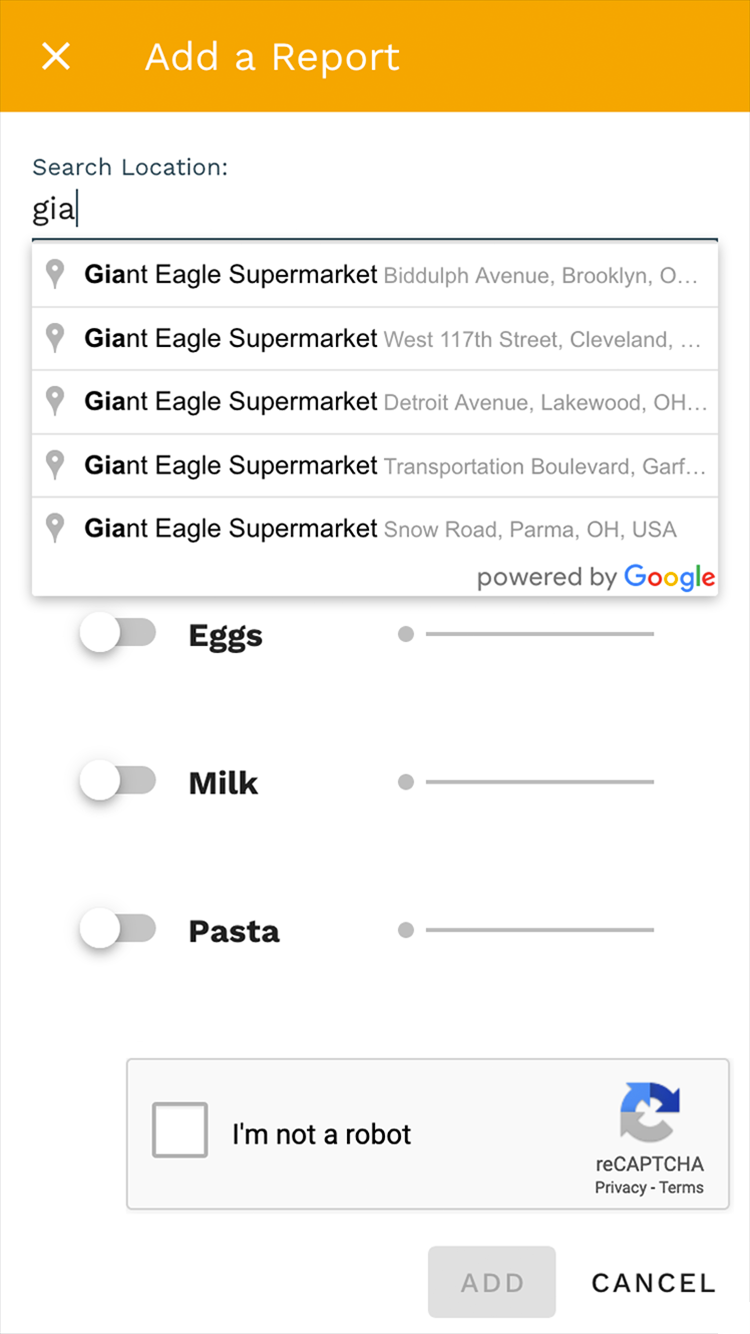 Add a Report
Search Location:
gia
Giant Eagle Supermarket Biddulph Avenue, Brooklyn, O...
Giant Eagle Supermarket West 117th Street, Cleveland, ...
Giant Eagle Supermarket Detroit Avenue, Lakewood, OH...
Giant Eagle Supermarket Transportation Boulevard, Garf...
Giant Eagle Supermarket Snow Road, Parma, OH, USA
powered by Google
Eggs
Milk
Pasta
I'm not a robot
reCAPTCHA
Privacy - Terms
ADD CANCEL